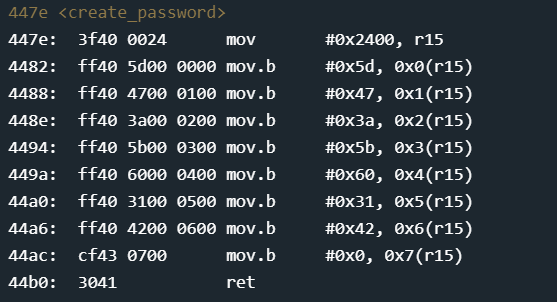 447e <create_password>
447e:  3f40 0024      mov      #0x2400, r15
4482:  ff40 5d00 0000 mov.b    #0x5d, 0x0(r15)
4488:  ff40 4700 0100 mov.b    #0x47, 0x1(r15)
448e:  ff40 3a00 0200 mov.b    #0x3a, 0x2(r15)
4494:  ff40 5b00 0300 mov.b    #0x5b, 0x3(r15)
449a:  ff40 6000 0400 mov.b    #0x60, 0x4(r15)
44a0:  ff40 3100 0500 mov.b    #0x31, 0x5(r15)
44a6:  ff40 4200 0600 mov.b    #0x42, 0x6(r15)
44ac:  cf43 0700      mov.b    #0x0, 0x7(r15)
44b0:  3041           ret